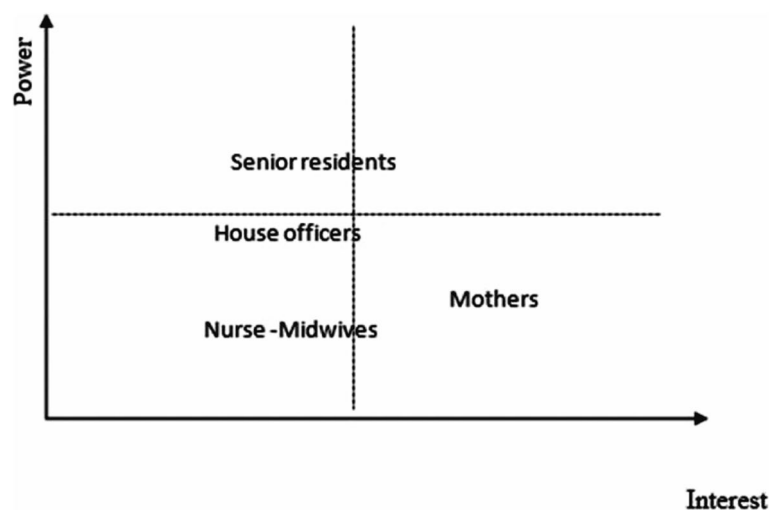 Power
Senior residents
House officers
Mothers
Nurse -Midwives
Interest